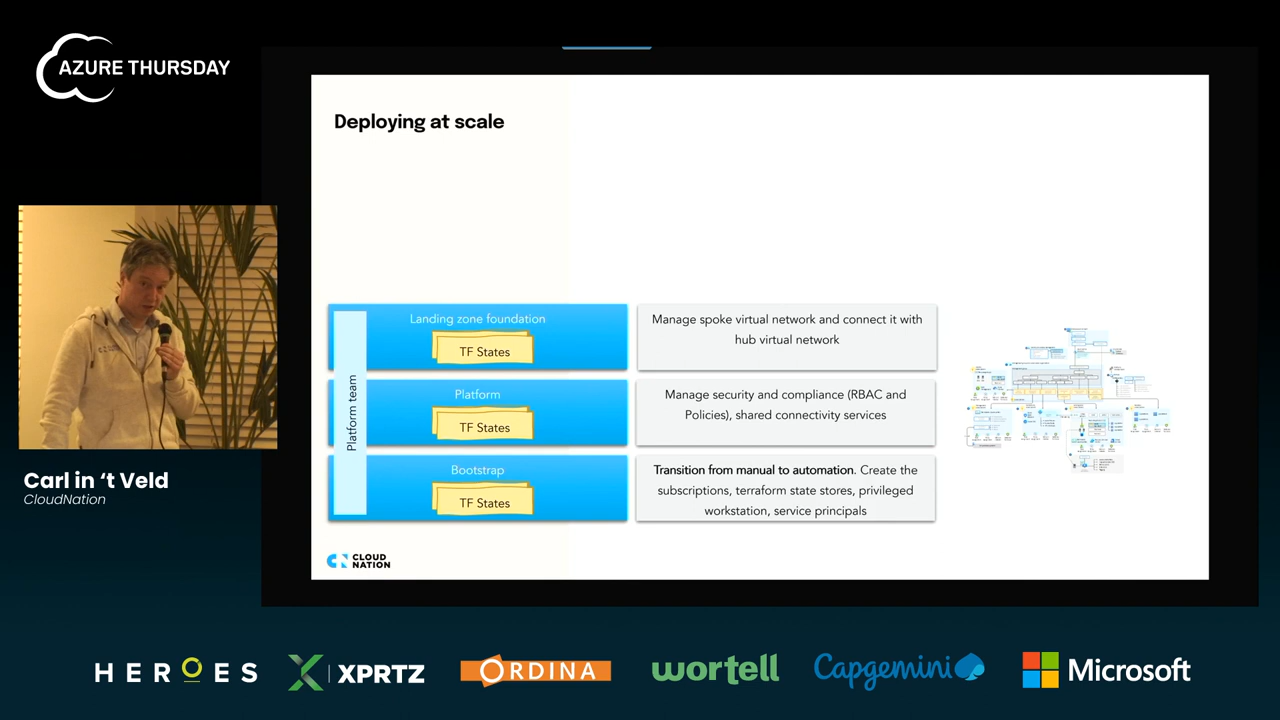 AZURE THURSDAY
Deploying at scale
Platform team
Landing zone foundation
TF States
Manage spoke virtual network and connect it with
hub virtual network
Platform
TF States
Manage security and compliance (RBAC and
Policies), shared connectivity services
Bootstrap
TF States
Transition from manual to automation. Create the
subscriptions, terraform state stores, privileged
workstation, service principals
CLOUD
NATION
Carl in ‘t Veld
CloudNation
HEROES
XPRTZ
ORDINA
wortell
Capgemini
Microsoft